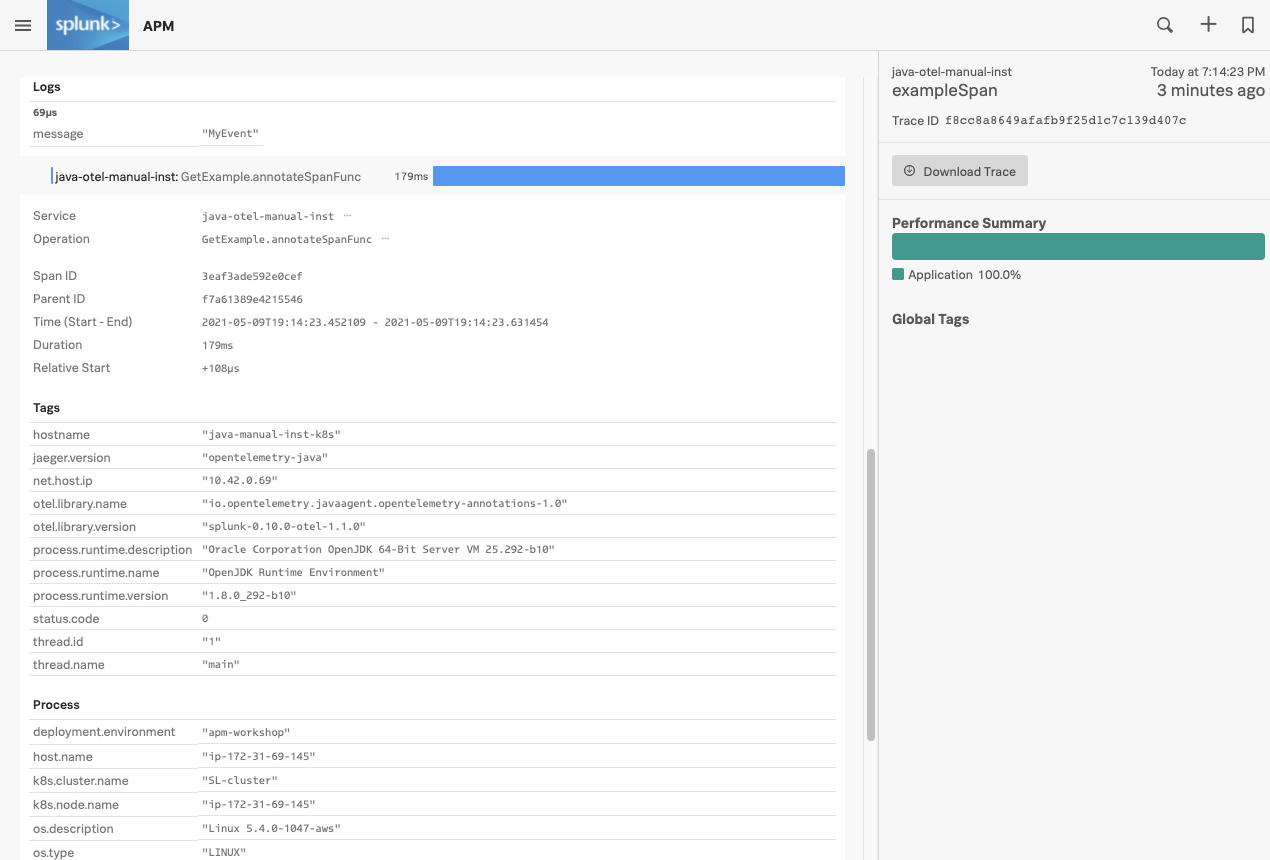 splunk> APM
Logs
69µs
message "MyEvent"
java-otel-manual-inst: GetExample.annotateSpanFunc 179ms
Service java-otel-manual-inst ...
Operation GetExample.annotateSpanFunc ...
Span ID 3eaf3ade592e0cef
Parent ID f7a61389e4215546
Time (Start - End) 2021-05-09T19:14:23.452109 - 2021-05-09T19:14:23.631454
Duration 179ms
Relative Start +108µs
Tags
hostname "java-manual-inst-k8s"
jaeger.version "opentelemetry-java"
net.host.ip "10.42.0.69"
otel.library.name "io.opentelemetry.javaagent.opentelemetry-annotations-1.0"
otel.library.version "splunk-0.10.0-otel-1.1.0"
process.runtime.description "Oracle Corporation OpenJDK 64-Bit Server VM 25.292-b10"
process.runtime.name "OpenJDK Runtime Environment"
process.runtime.version "1.8.0_292-b10"
status.code 0
thread.id "1"
thread.name "main"
Process
deployment.environment "apm-workshop"
host.name "ip-172-31-69-145"
k8s.cluster.name "SL-cluster"
k8s.node.name "ip-172-31-69-145"
os.description "Linux 5.4.0-1047-aws"
os.type "LINUX"
java-otel-manual-inst Today at 7:14:23 PM
exampleSpan 3 minutes ago
Trace ID f8cc8a8649afafb9f25d1c7c139d407c
Download Trace
Performance Summary
Application 100.0%
Global Tags